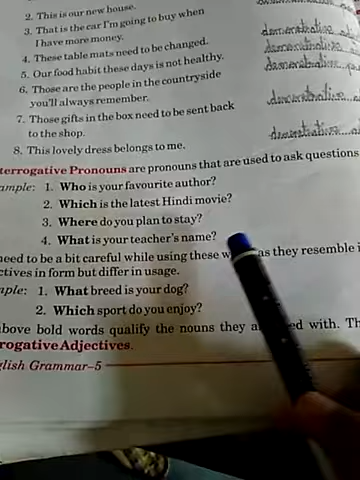 2. This is our new house.
3. That is the car I'm going to buy when
I have more money.
demonstrative
4. These table mats need to be changed.
demonstrative
5. Our food habit these days is not healthy.
demonstrative
6. Those are the people in the countryside
you'll always remember.
demonstrative
7. Those gifts in the box need to be sent back
to the shop.
demonstrative
8. This lovely dress belongs to me.
terrogative Pronouns are pronouns that are used to ask questions
ample: 1. Who is your favourite author?
2. Which is the latest Hindi movie?
3. Where do you plan to stay?
4. What is your teacher's name?
need to be a bit careful while using these w as they resemble i
ctives in form but differ in usage.
mple: 1. What breed is your dog?
2. Which sport do you enjoy?
bove bold words qualify the nouns they a ed with. Th
rogative Adjectives.
glish Grammar–5